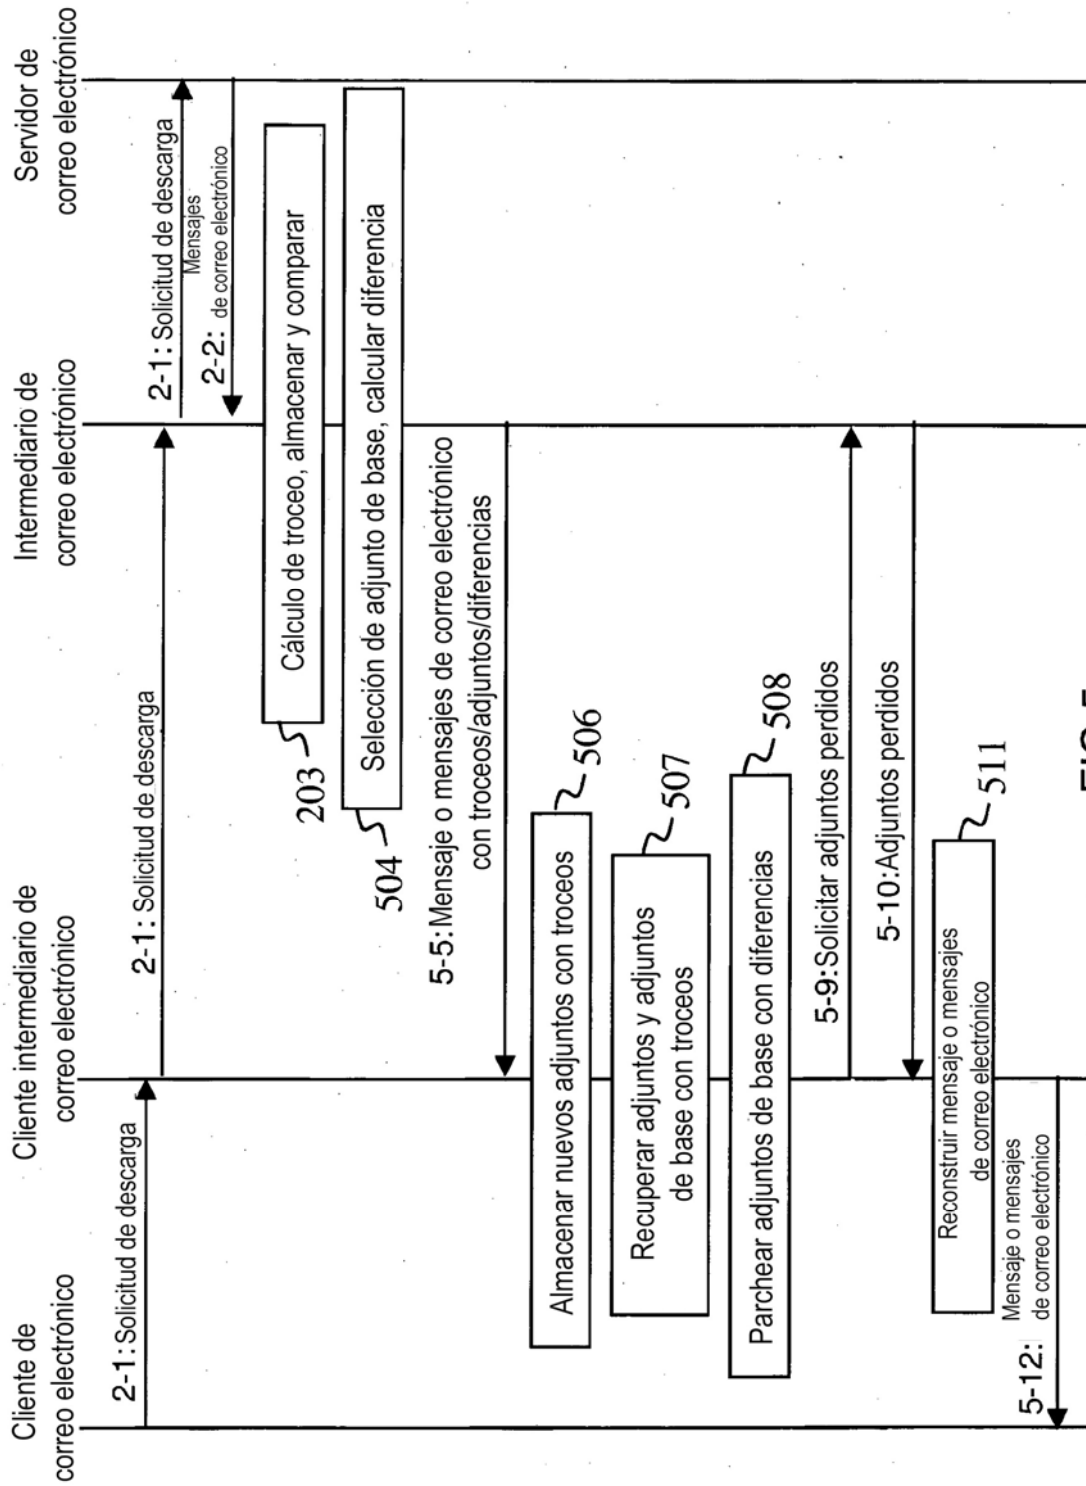 Cliente de
correo electrónico
Cliente intermediario de
correo electrónico
Intermediario de
correo electrónico
Servidor de
correo electrónico
2-1: Solicitud de descarga
2-1: Solicitud de descarga
2-1: Solicitud de descarga
Mensajes
2-2: de correo electrónico
Cálculo de troceo, almacenar y comparar
203
Selección de adjunto de base, calcular diferencia
504
5-5: Mensaje o mensajes de correo electrónico
con troceos/adjuntos/diferencias
Almacenar nuevos adjuntos con troceos
506
Recuperar adjuntos y adjuntos
de base con troceos
507
Parchear adjuntos de base con diferencias
508
5-9: Solicitar adjuntos perdidos
5-10: Adjuntos perdidos
Reconstruir mensaje o mensajes
de correo electrónico
511
Mensaje o mensajes
5-12: de correo electrónico